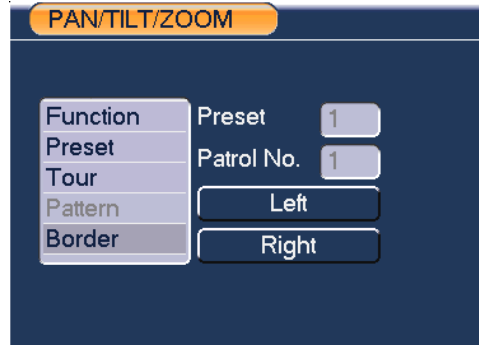 PAN/TILT/ZOOM
Function
Preset
Tour
Pattern
Border
Preset 1
Patrol No. 1
Left
Right